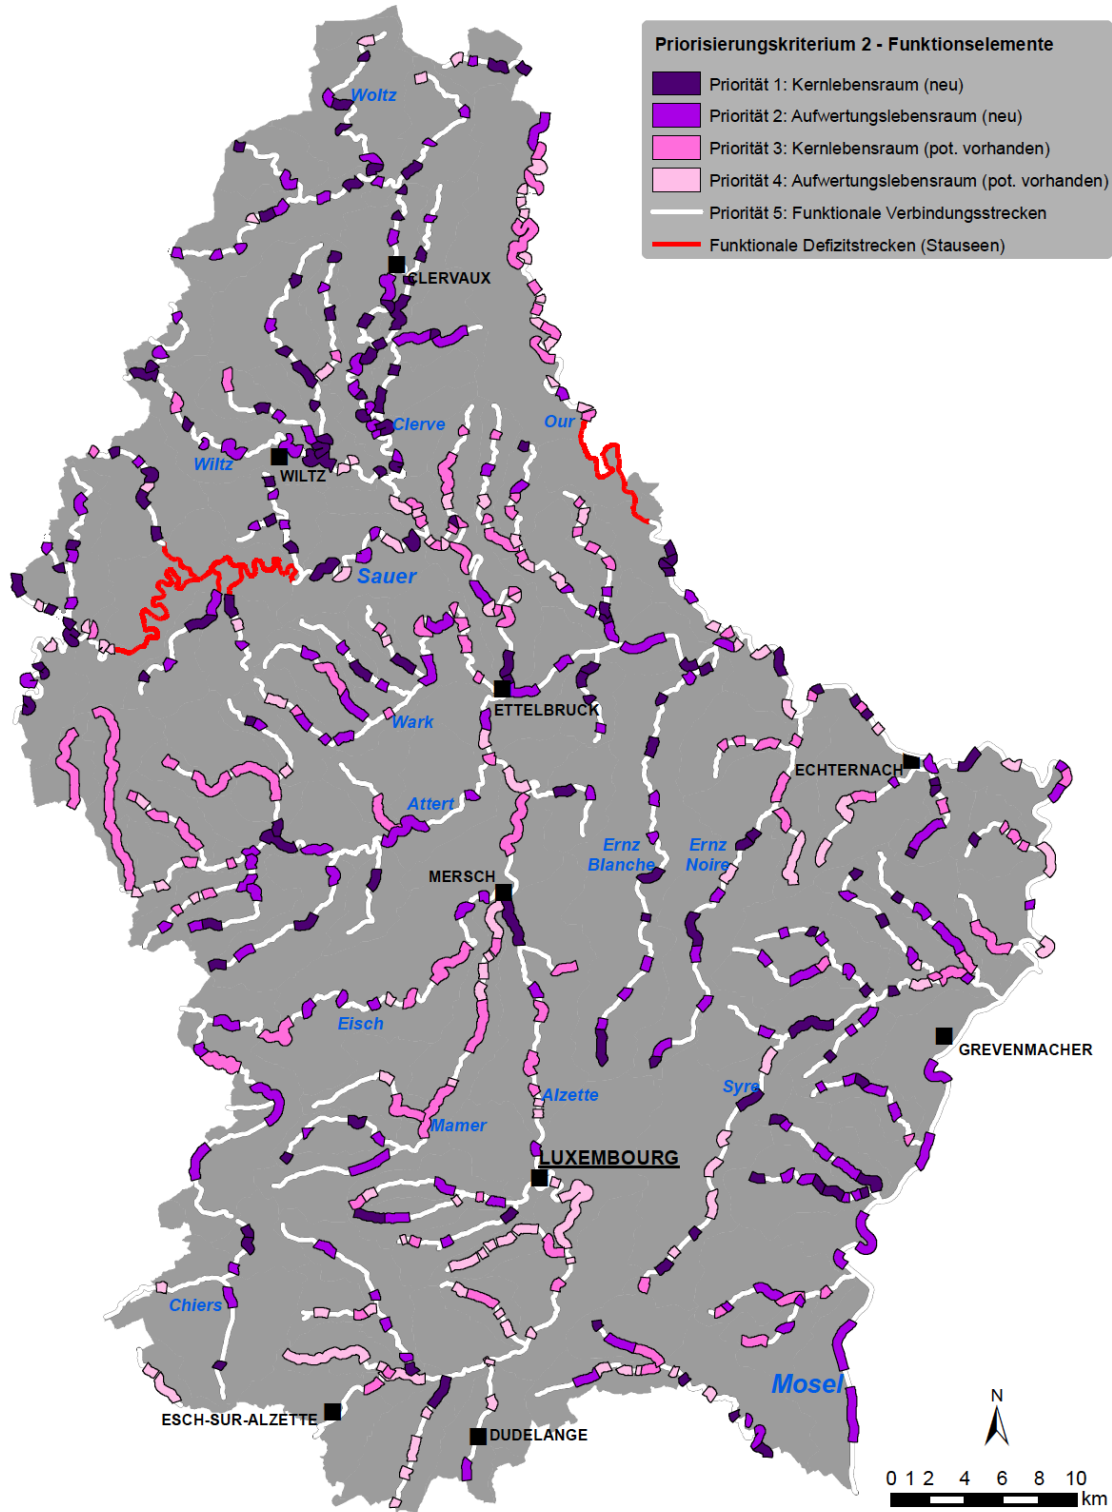 Priorisierungskriterium 2 - Funktionselemente
Priorität 1: Kernlebensraum (neu)
Priorität 2: Aufwertungslebensraum (neu)
Priorität 3: Kernlebensraum (pot. vorhanden)
Priorität 4: Aufwertungslebensraum (pot. vorhanden)
Priorität 5: Funktionale Verbindungsstrecken
Funktionale Defizitstrecken (Stauseen)
Woltz
CLERVAUX
Clerve
Our
Wiltz
WILTZ
Sauer
ETTELBRUCK
Wark
ECHTERNACH
Attert
Ernz
Blanche
Ernz
Noire
MERSCH
Eisch
GREVENMACHER
Syre
Alzette
Mamer
LUXEMBOURG
Chiers
Mosel
ESCH-SUR-ALZETTE
DUDELANGE
N
0 1 2 4 6 8 10
km